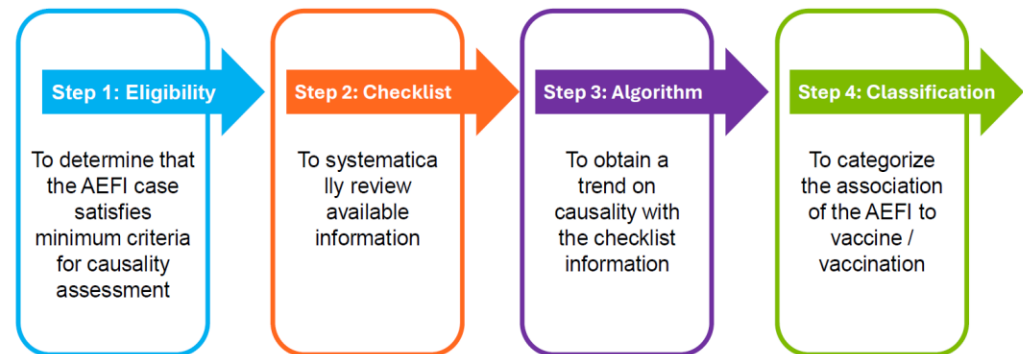 Step 1: Eligibility
To determine that
the AEFI case
satisfies
minimum criteria
for causality
assessment
Step 2: Checklist
To systematica
lly review
available
information
Step 3: Algorithm
To obtain a
trend on
causality with
the checklist
information
Step 4: Classification
To categorize
the association
of the AEFI to
vaccine /
vaccination